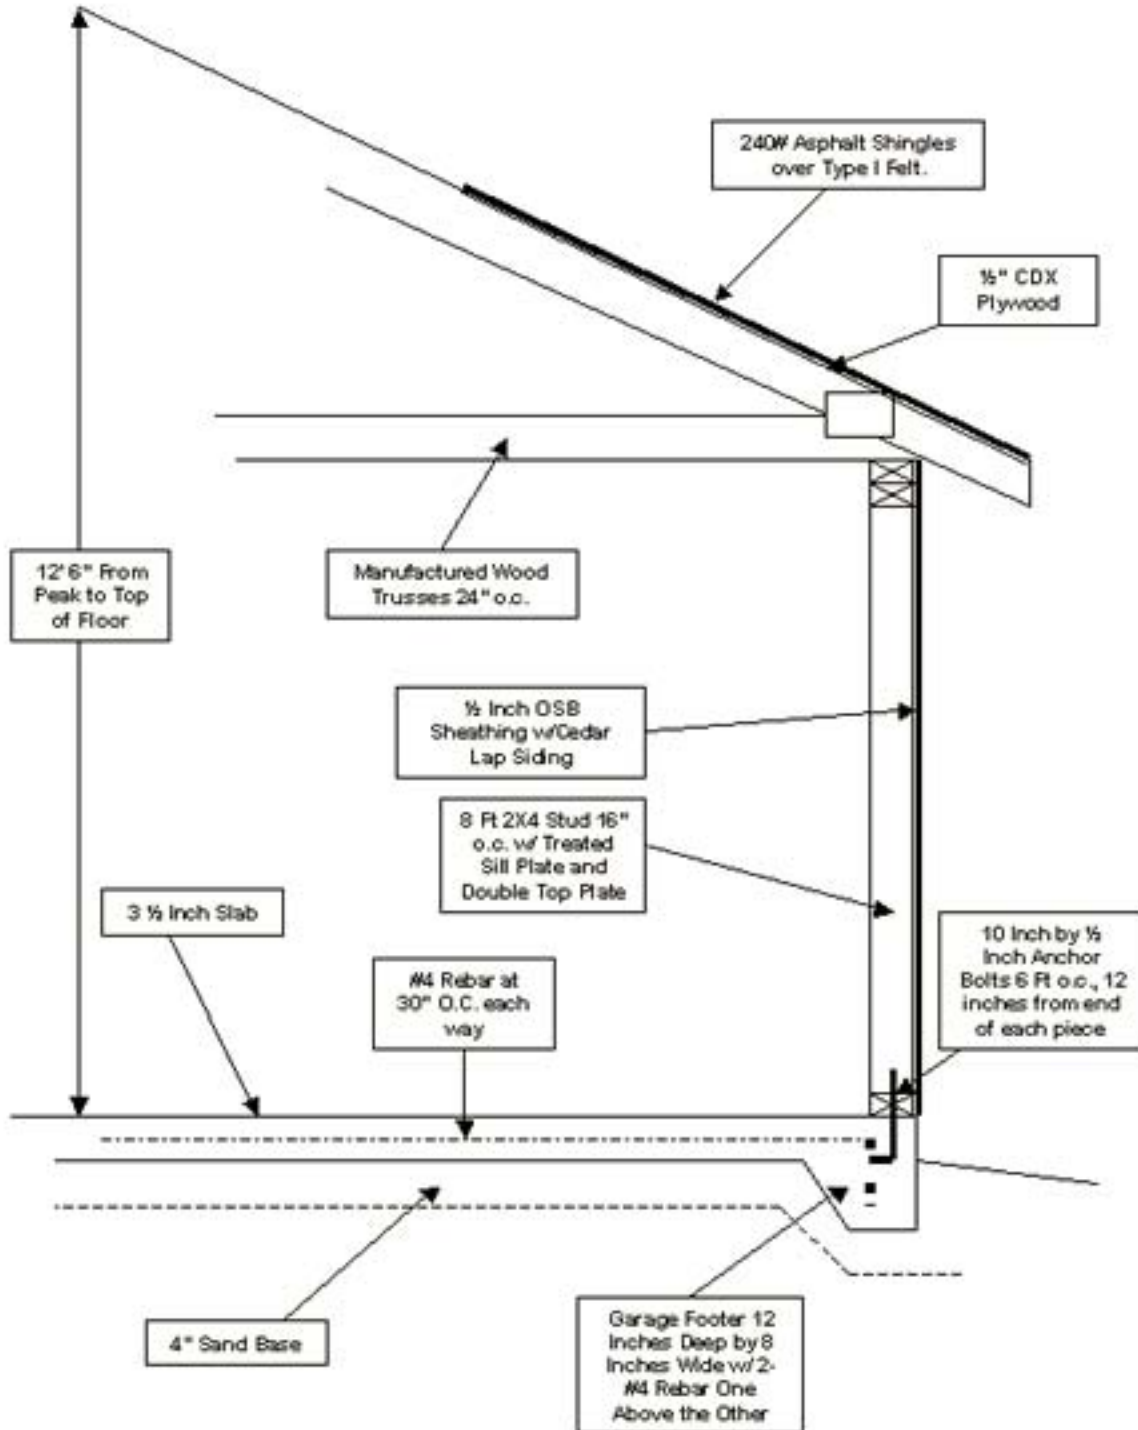 240# Asphalt Shingles
over Type I Felt.
½" CDX
Plywood
12'6" From
Peak to Top
of Floor
Manufactured Wood
Trusses 24" o.c.
½ Inch OSB
Sheathing w/Cedar
Lap Siding
8 Ft 2X4 Stud 16"
o.c. w/ Treated
Sill Plate and
Double Top Plate
3 ½ Inch Slab
#4 Rebar at
30" O.C. each
way
10 Inch by ½
Inch Anchor
Bolts 6 Ft o.c., 12
inches from end
of each piece
4" Sand Base
Garage Footer 12
Inches Deep by 8
Inches Wide w/ 2-
#4 Rebar One
Above the Other